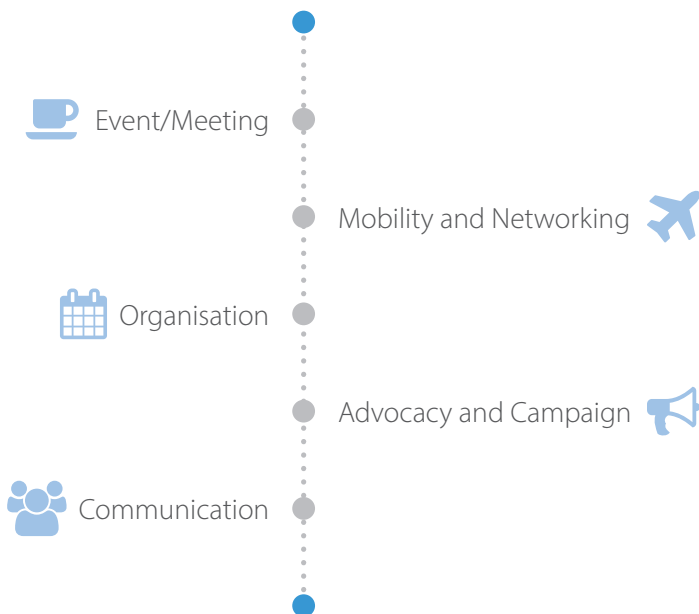 Event/Meeting
Mobility and Networking
Organisation
Advocacy and Campaign
Communication